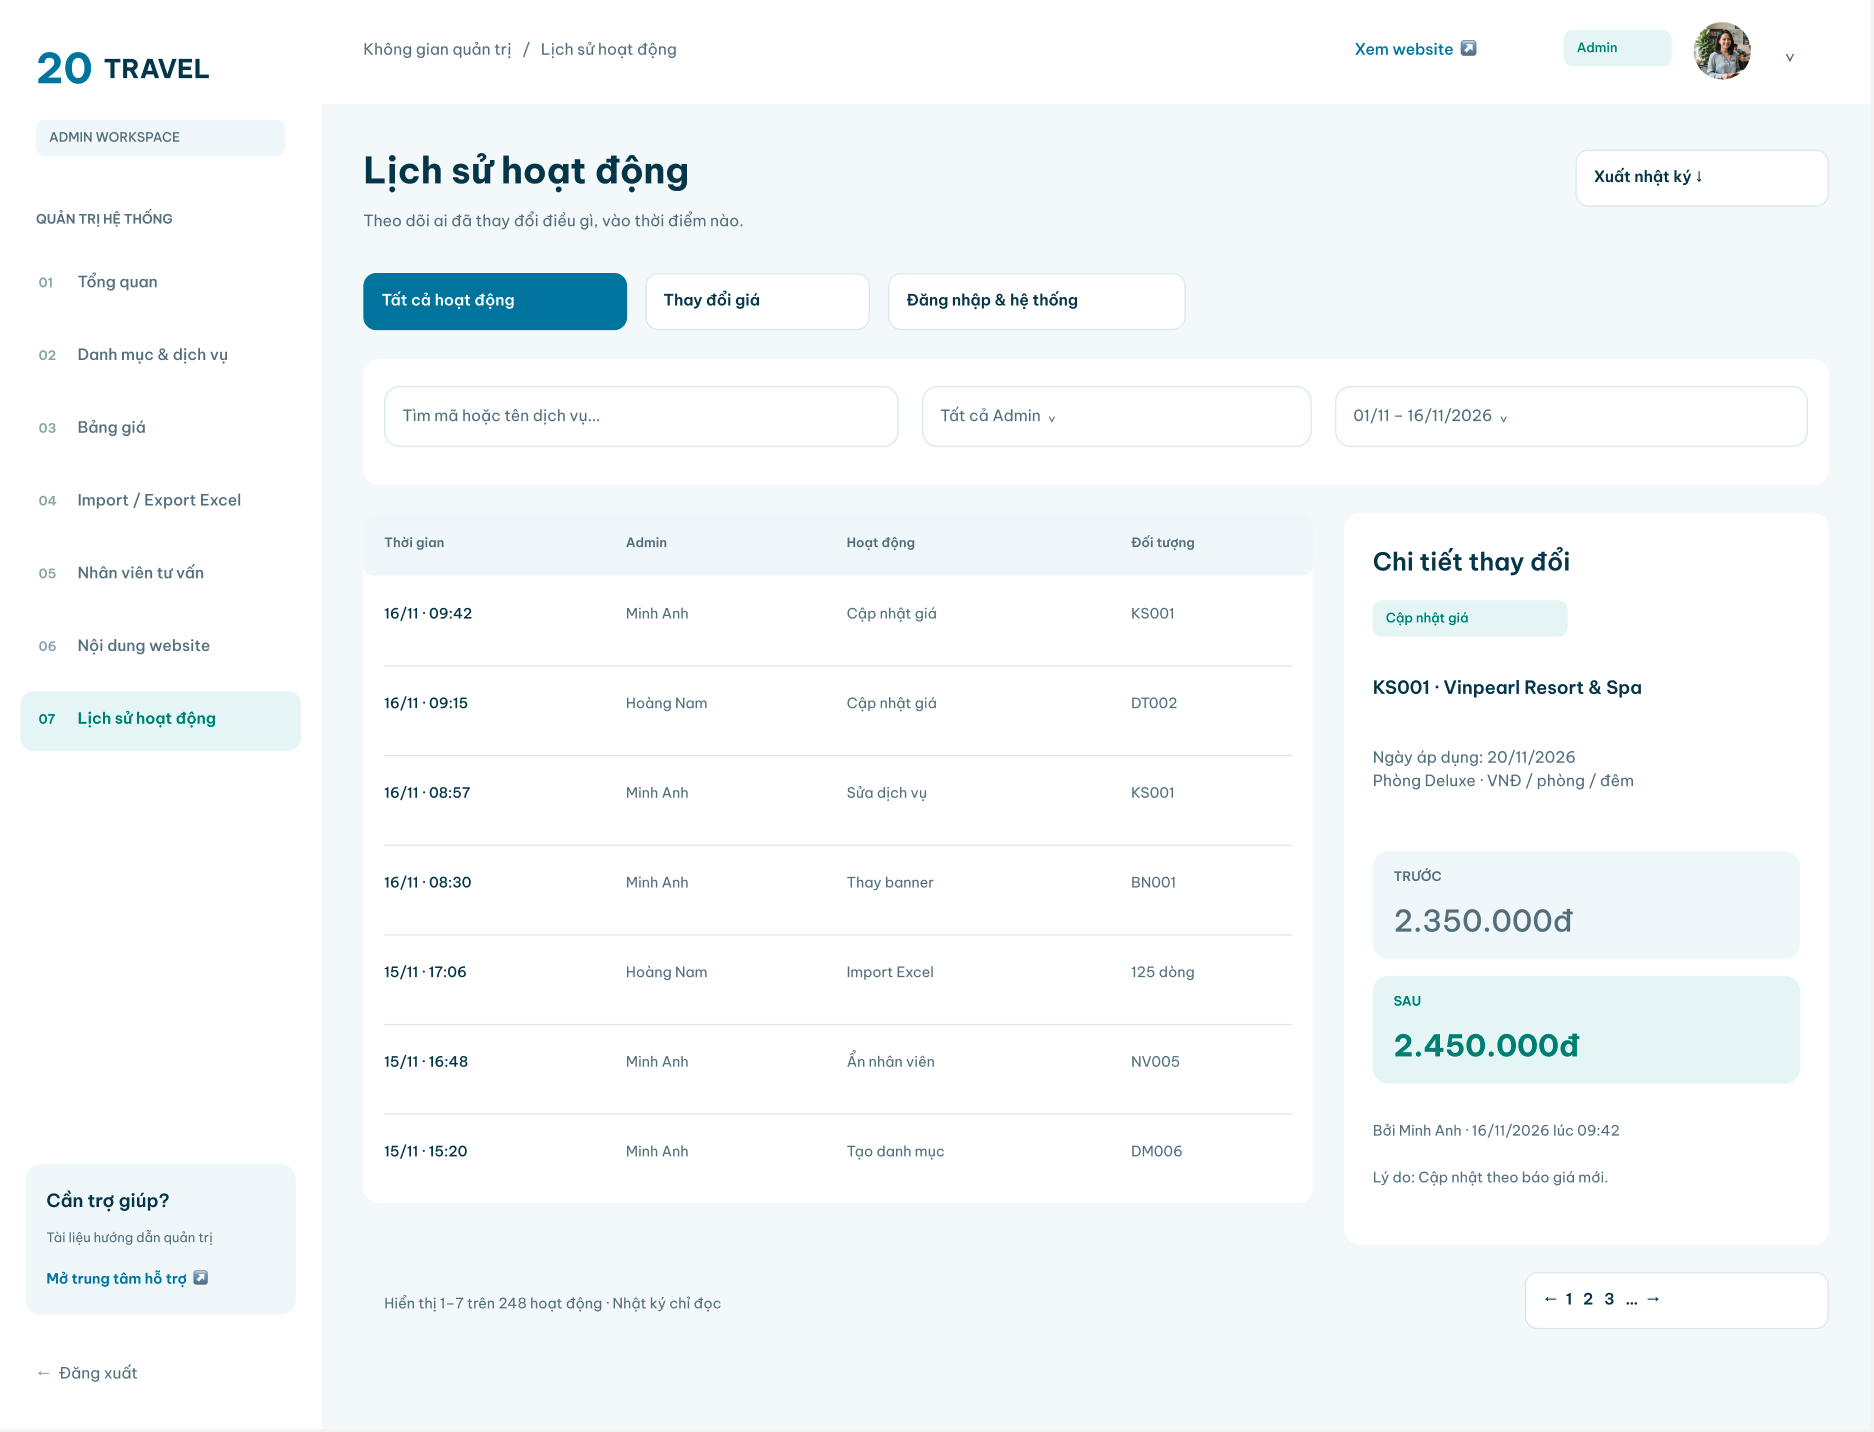 20 TRAVEL
ADMIN WORKSPACE
QUẢN TRỊ HỆ THỐNG
01 Tổng quan
02 Danh mục & dịch vụ
03 Bảng giá
04 Import / Export Excel
05 Nhân viên tư vấn
06 Nội dung website
07 Lịch sử hoạt động
Cần trợ giúp?
Tài liệu hướng dẫn quản trị
Mở trung tâm hỗ trợ ↗
← Đăng xuất
Không gian quản trị / Lịch sử hoạt động
Xem website ↗
Admin
v
Lịch sử hoạt động
Theo dõi ai đã thay đổi điều gì, vào thời điểm nào.
Xuất nhật ký ↓
Tất cả hoạt động
Thay đổi giá
Đăng nhập & hệ thống
Tìm mã hoặc tên dịch vụ...
Tất cả Admin v
01/11 – 16/11/2026 v
Thời gian Admin Hoạt động Đối tượng
16/11 · 09:42 Minh Anh Cập nhật giá KS001
16/11 · 09:15 Hoàng Nam Cập nhật giá DT002
16/11 · 08:57 Minh Anh Sửa dịch vụ KS001
16/11 · 08:30 Minh Anh Thay banner BN001
15/11 · 17:06 Hoàng Nam Import Excel 125 dòng
15/11 · 16:48 Minh Anh Ẩn nhân viên NV005
15/11 · 15:20 Minh Anh Tạo danh mục DM006
Chi tiết thay đổi
Cập nhật giá
KS001 · Vinpearl Resort & Spa
Ngày áp dụng: 20/11/2026
Phòng Deluxe · VNĐ / phòng / đêm
TRƯỚC
2.350.000đ
SAU
2.450.000đ
Bởi Minh Anh · 16/11/2026 lúc 09:42
Lý do: Cập nhật theo báo giá mới.
Hiển thị 1–7 trên 248 hoạt động · Nhật ký chỉ đọc
← 1 2 3 ... →